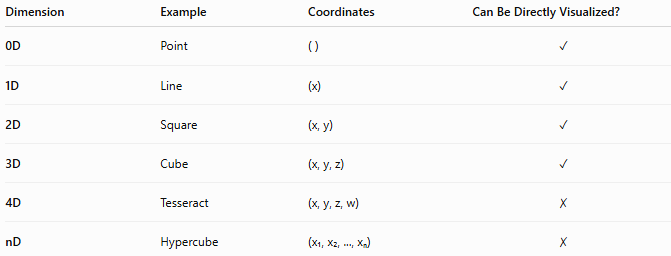 Dimension Example Coordinates Can Be Directly Visualized?
0D Point ( ) ✓
1D Line (x) ✓
2D Square (x, y) ✓
3D Cube (x, y, z) ✓
4D Tesseract (x, y, z, w) ✗
nD Hypercube (x₁, x₂, ..., xₙ) ✗